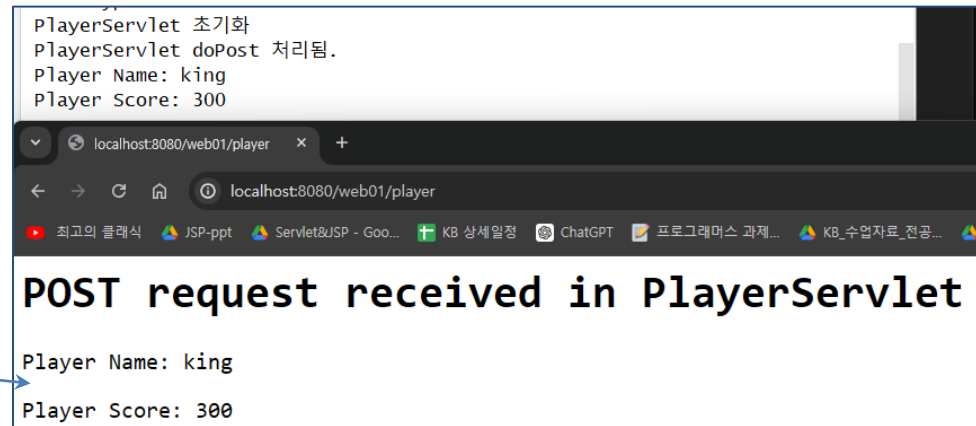 PlayerServlet 초기화
PlayerServlet doPost 처리됨.
Player Name: king
Player Score: 300
localhost:8080/web01/player
localhost:8080/web01/player
최고의 클래식 JSP-ppt Servlet&JSP - Goo... KB 상세일정 ChatGPT 프로그래머스 과제... KB_수업자료_전공...
POST request received in PlayerServlet
Player Name: king
Player Score: 300